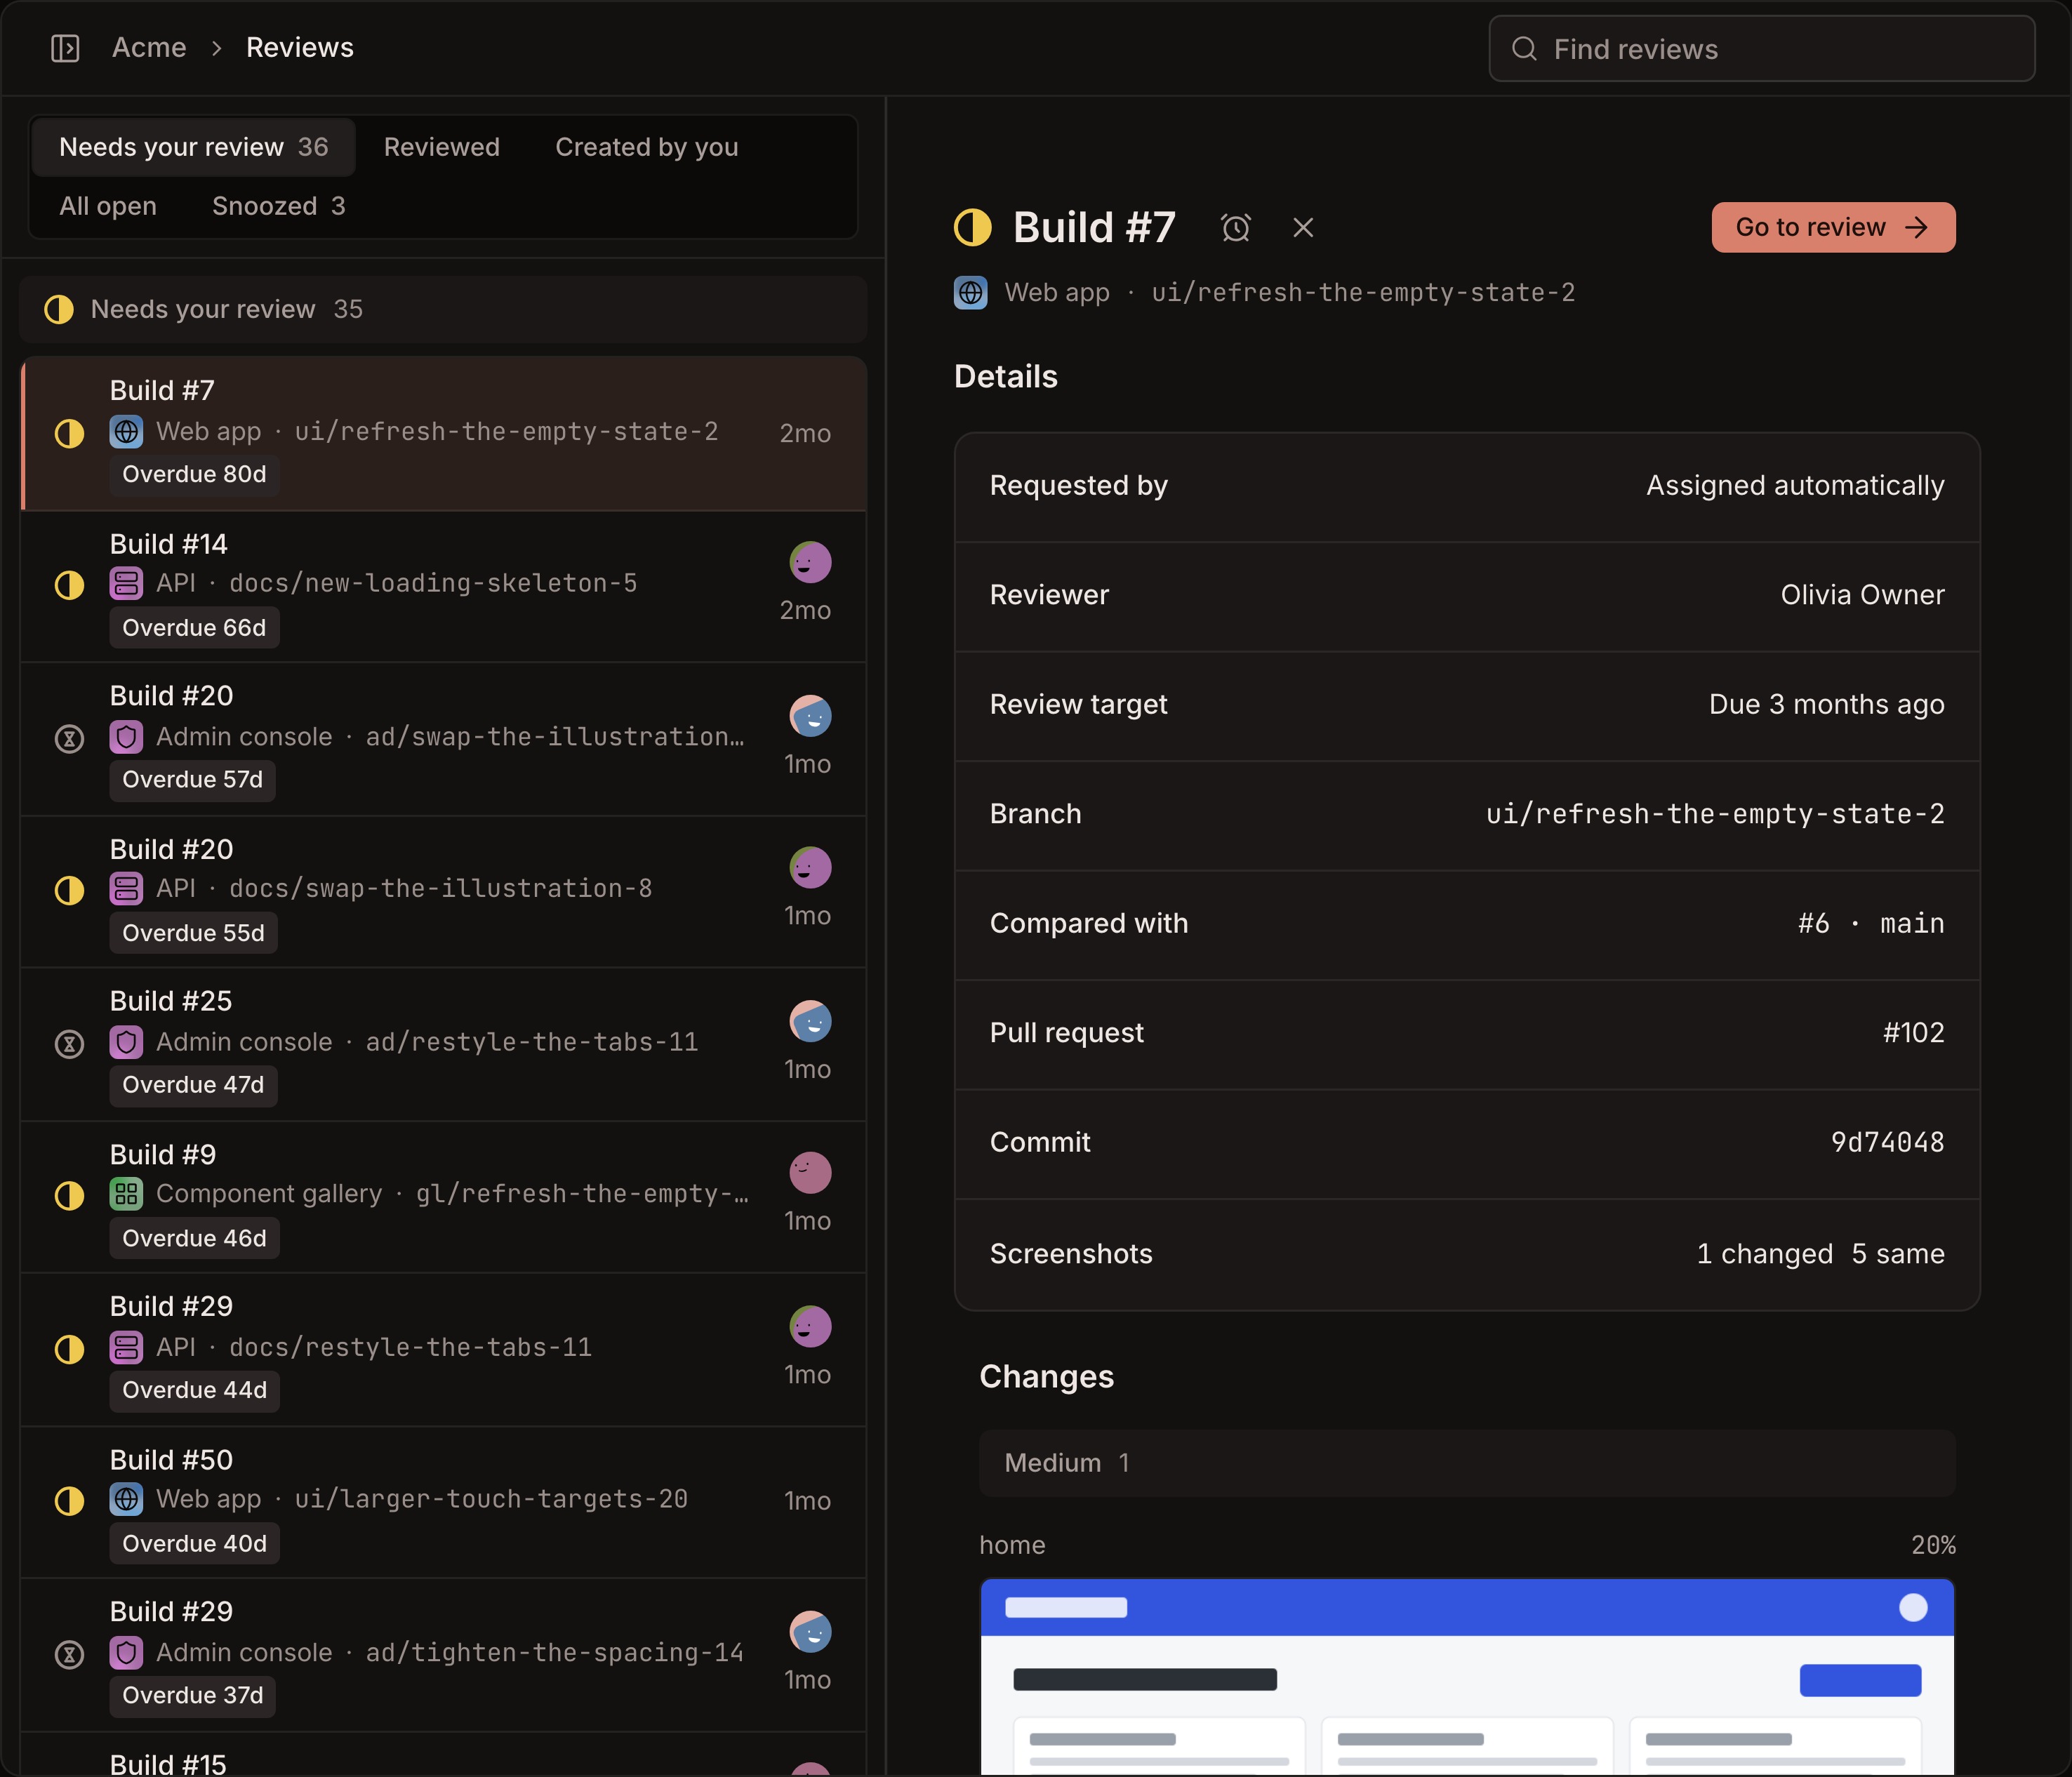 Acme > Reviews
Find reviews
Needs your review 36 Reviewed Created by you
All open Snoozed 3
Needs your review 35
Build #7
Web app · ui/refresh-the-empty-state-2 2mo
Overdue 80d
Build #14
API · docs/new-loading-skeleton-5
2mo
Overdue 66d
Build #20
Admin console · ad/swap-the-illustration…
1mo
Overdue 57d
Build #20
API · docs/swap-the-illustration-8
1mo
Overdue 55d
Build #25
Admin console · ad/restyle-the-tabs-11
1mo
Overdue 47d
Build #9
Component gallery · gl/refresh-the-empty-…
1mo
Overdue 46d
Build #29
API · docs/restyle-the-tabs-11
1mo
Overdue 44d
Build #50
Web app · ui/larger-touch-targets-20 1mo
Overdue 40d
Build #29
Admin console · ad/tighten-the-spacing-14
1mo
Overdue 37d
Build #15
Build #7
Go to review
Web app · ui/refresh-the-empty-state-2
Details
Requested by Assigned automatically
Reviewer Olivia Owner
Review target Due 3 months ago
Branch ui/refresh-the-empty-state-2
Compared with #6 · main
Pull request #102
Commit 9d74048
Screenshots 1 changed 5 same
Changes
Medium 1
home 20%